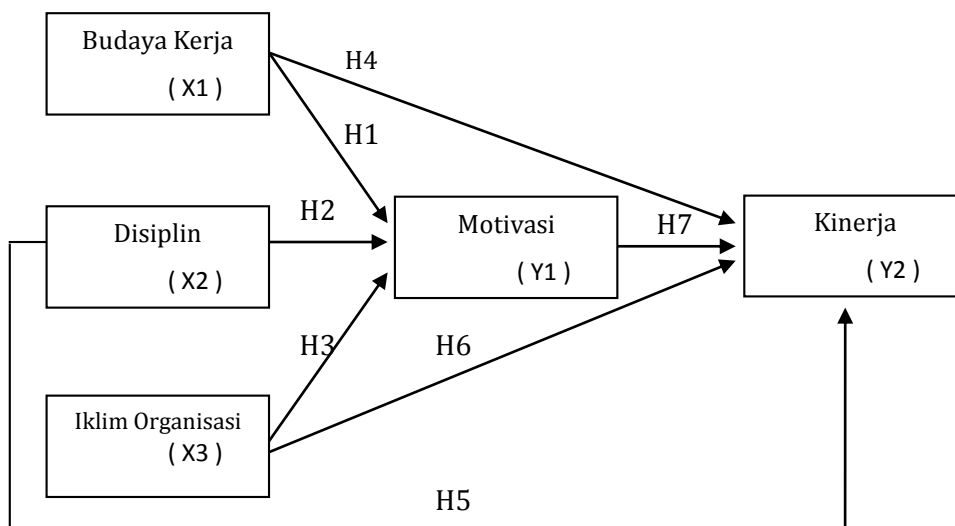 Budaya Kerja
( X1 )
H4
H1
Disiplin
( X2 )
H2
Motivasi
( Y1 )
H7
Kinerja
( Y2 )
H3
H6
Iklim Organisasi
( X3 )
H5